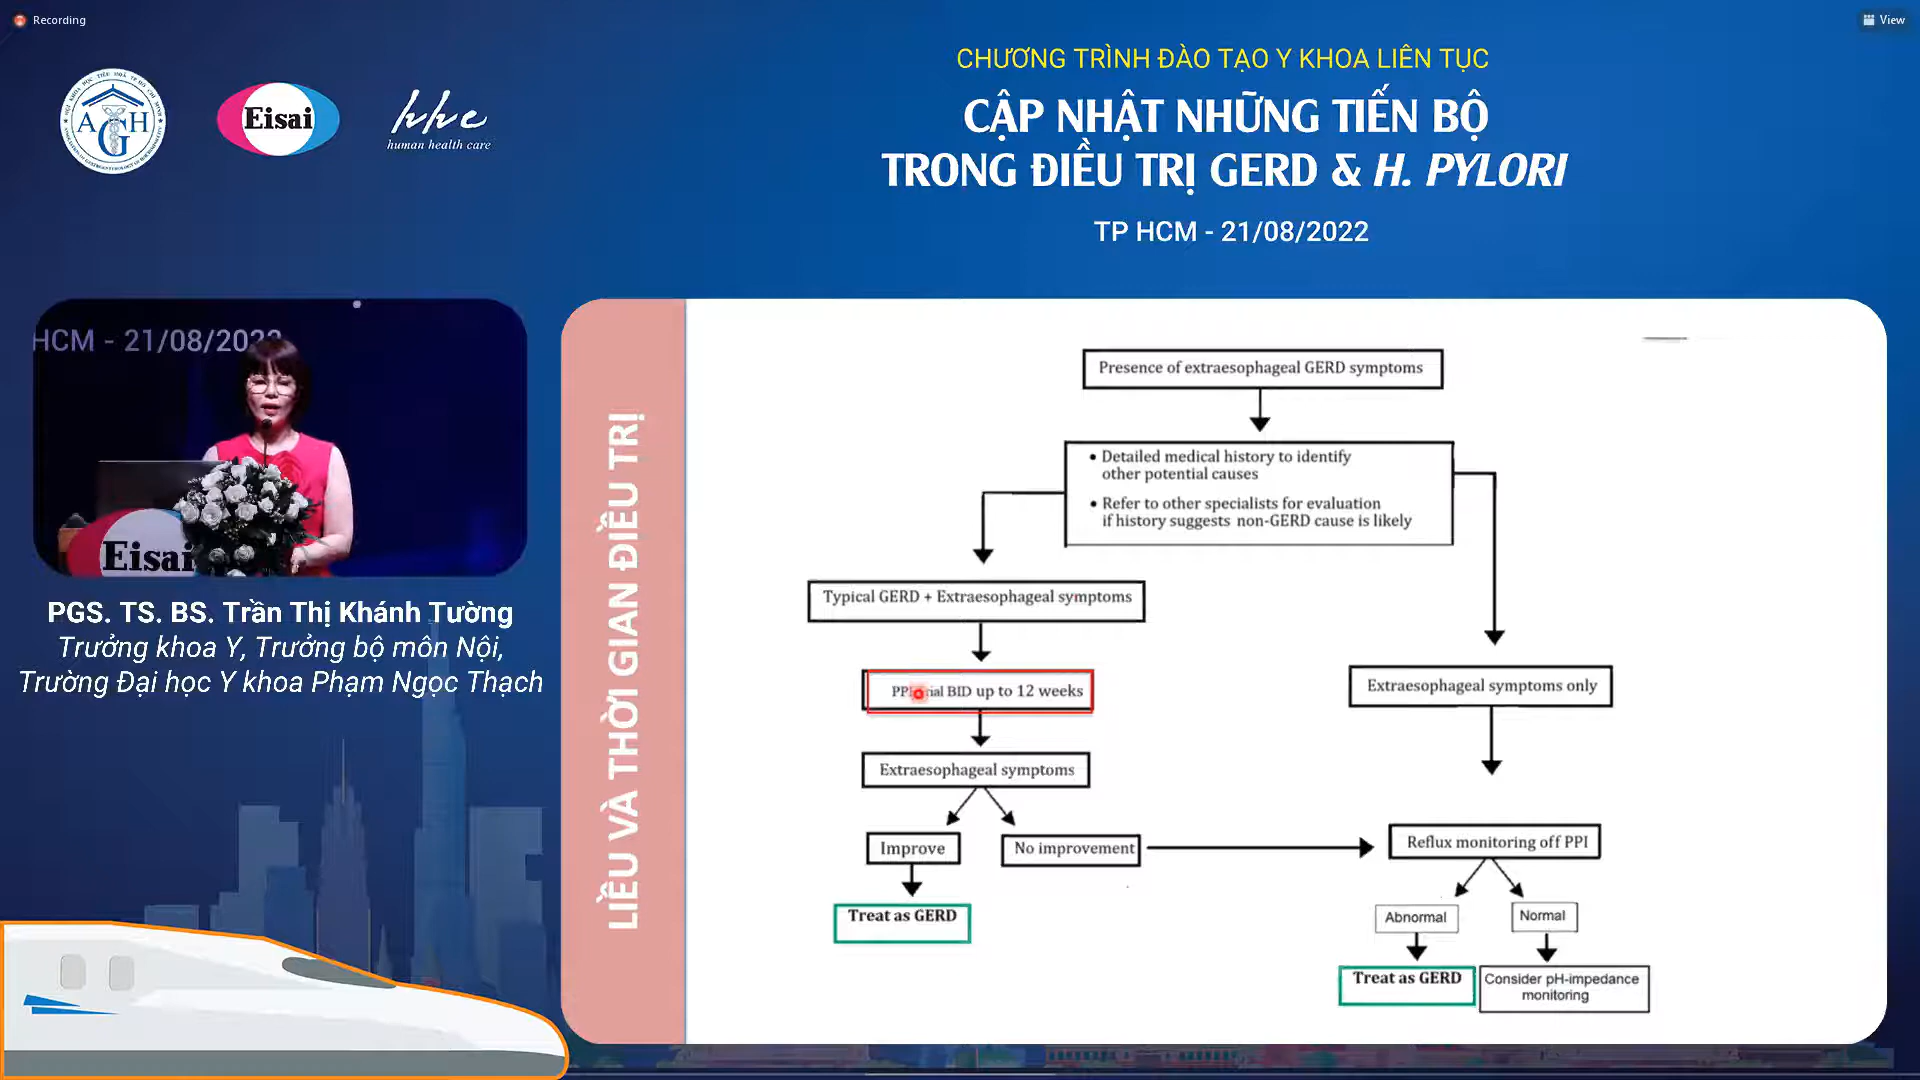 Recording
View
AGH
Eisai
hhc
human health care
CHƯƠNG TRÌNH ĐÀO TẠO Y KHOA LIÊN TỤC
CẬP NHẬT NHỮNG TIẾN BỘ
TRONG ĐIỀU TRỊ GERD & H. PYLORI
TP HCM - 21/08/2022
HCM - 21/08/2022
Eisai
PGS. TS. BS. Trần Thị Khánh Tường
Trưởng khoa Y, Trưởng bộ môn Nội,
Trường Đại học Y khoa Phạm Ngọc Thạch
LIỀU VÀ THỜI GIAN ĐIỀU TRỊ
Presence of extraesophageal GERD symptoms
• Detailed medical history to identify
other potential causes
• Refer to other specialists for evaluation
if history suggests non-GERD cause is likely
Typical GERD + Extraesophageal symptoms
PPI trial BID up to 12 weeks
Extraesophageal symptoms only
Extraesophageal symptoms
Improve
No improvement
Reflux monitoring off PPI
Treat as GERD
Abnormal
Normal
Treat as GERD
Consider pH-impedance
monitoring